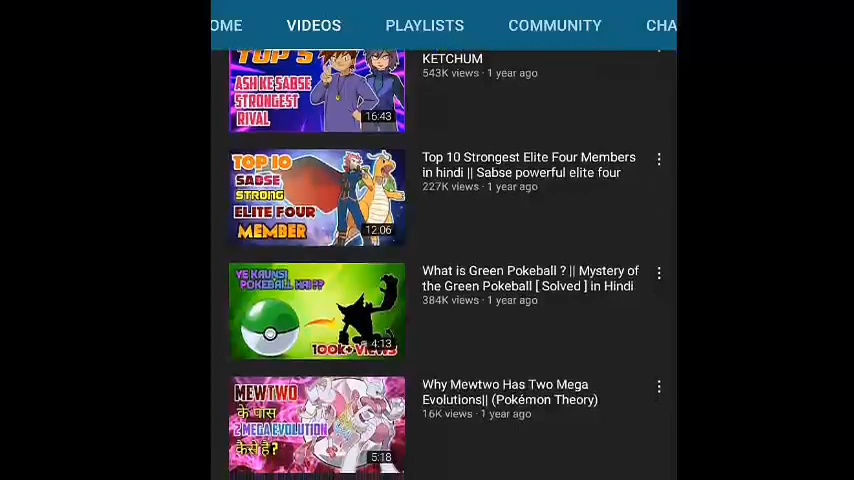 OME VIDEOS PLAYLISTS COMMUNITY CHA
TOP 5
ASH KE SABSE
STRONGEST
RIVAL
16:43
KETCHUM
543K views · 1 year ago
TOP 10
SABSE
STRONG
ELITE FOUR
MEMBER
12:06
Top 10 Strongest Elite Four Members
in hindi || Sabse powerful elite four
227K views · 1 year ago
YE KAUNSI
POKEBALL HAI ??
100K+ VIEWS
4:13
What is Green Pokeball ? || Mystery of
the Green Pokeball [ Solved ] in Hindi
384K views · 1 year ago
MEWTWO
के पास
2 MEGA EVOLUTION
कैसे है?
5:18
Why Mewtwo Has Two Mega
Evolutions|| (Pokémon Theory)
16K views · 1 year ago